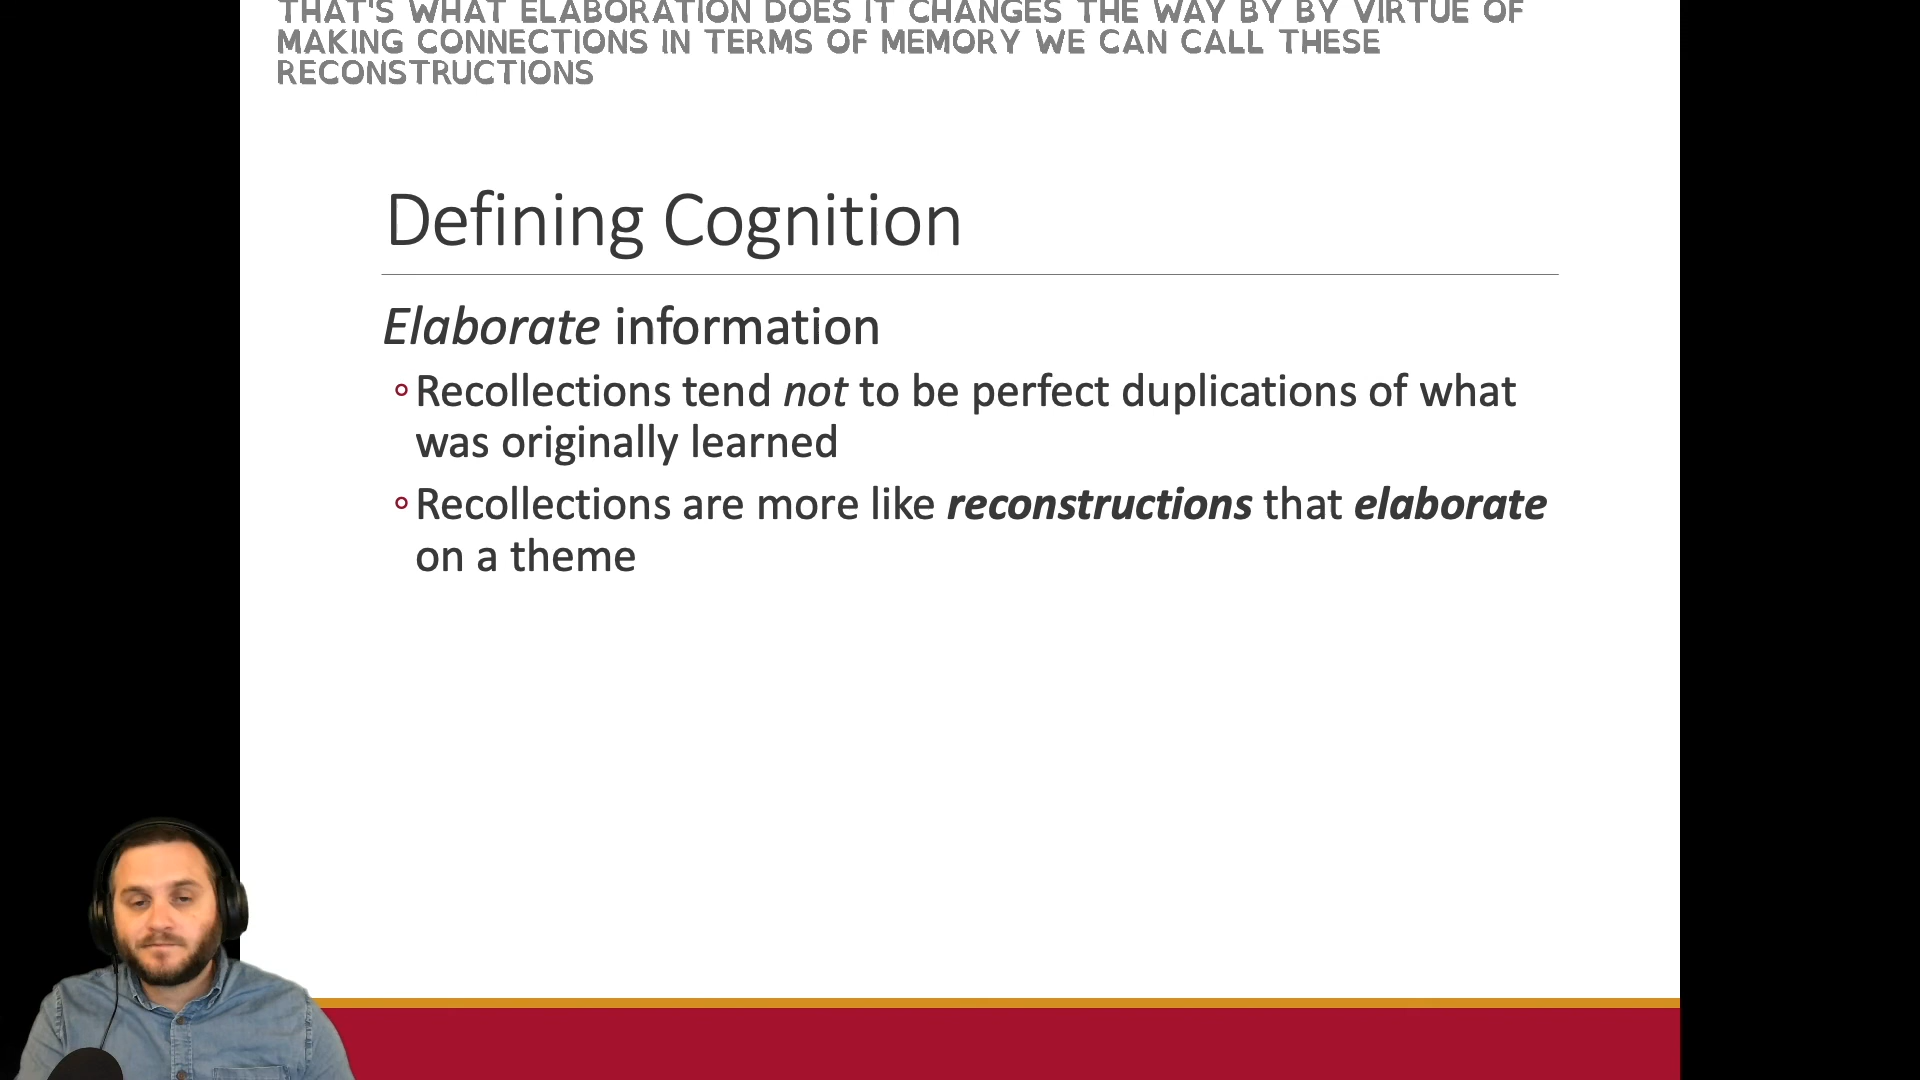 THAT'S WHAT ELABORATION DOES IT CHANGES THE WAY BY BY VIRTUE OF
MAKING CONNECTIONS IN TERMS OF MEMORY WE CAN CALL THESE
RECONSTRUCTIONS
Defining Cognition
Elaborate information
Recollections tend not to be perfect duplications of what
was originally learned
Recollections are more like reconstructions that elaborate
on a theme